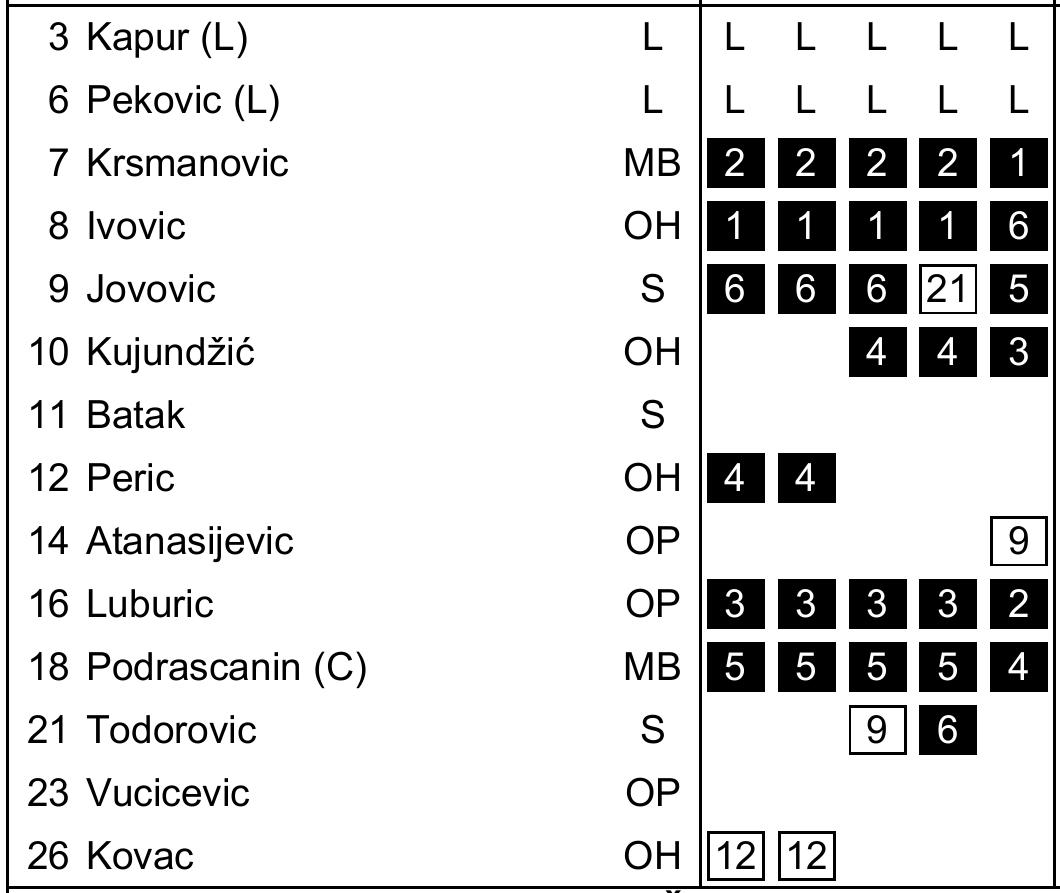 3 Kapur (L) L L L L L L
6 Pekovic (L) L L L L L L
7 Krsmanovic MB 2 2 2 2 1
8 Ivovic OH 1 1 1 1 6
9 Jovovic S 6 6 6 21 5
10 Kujundžić OH 4 4 3
11 Batak S
12 Peric OH 4 4
14 Atanasijevic OP 9
16 Luburic OP 3 3 3 3 2
18 Podrascanin (C) MB 5 5 5 5 4
21 Todorovic S 9 6
23 Vucicevic OP
26 Kovac OH 12 12